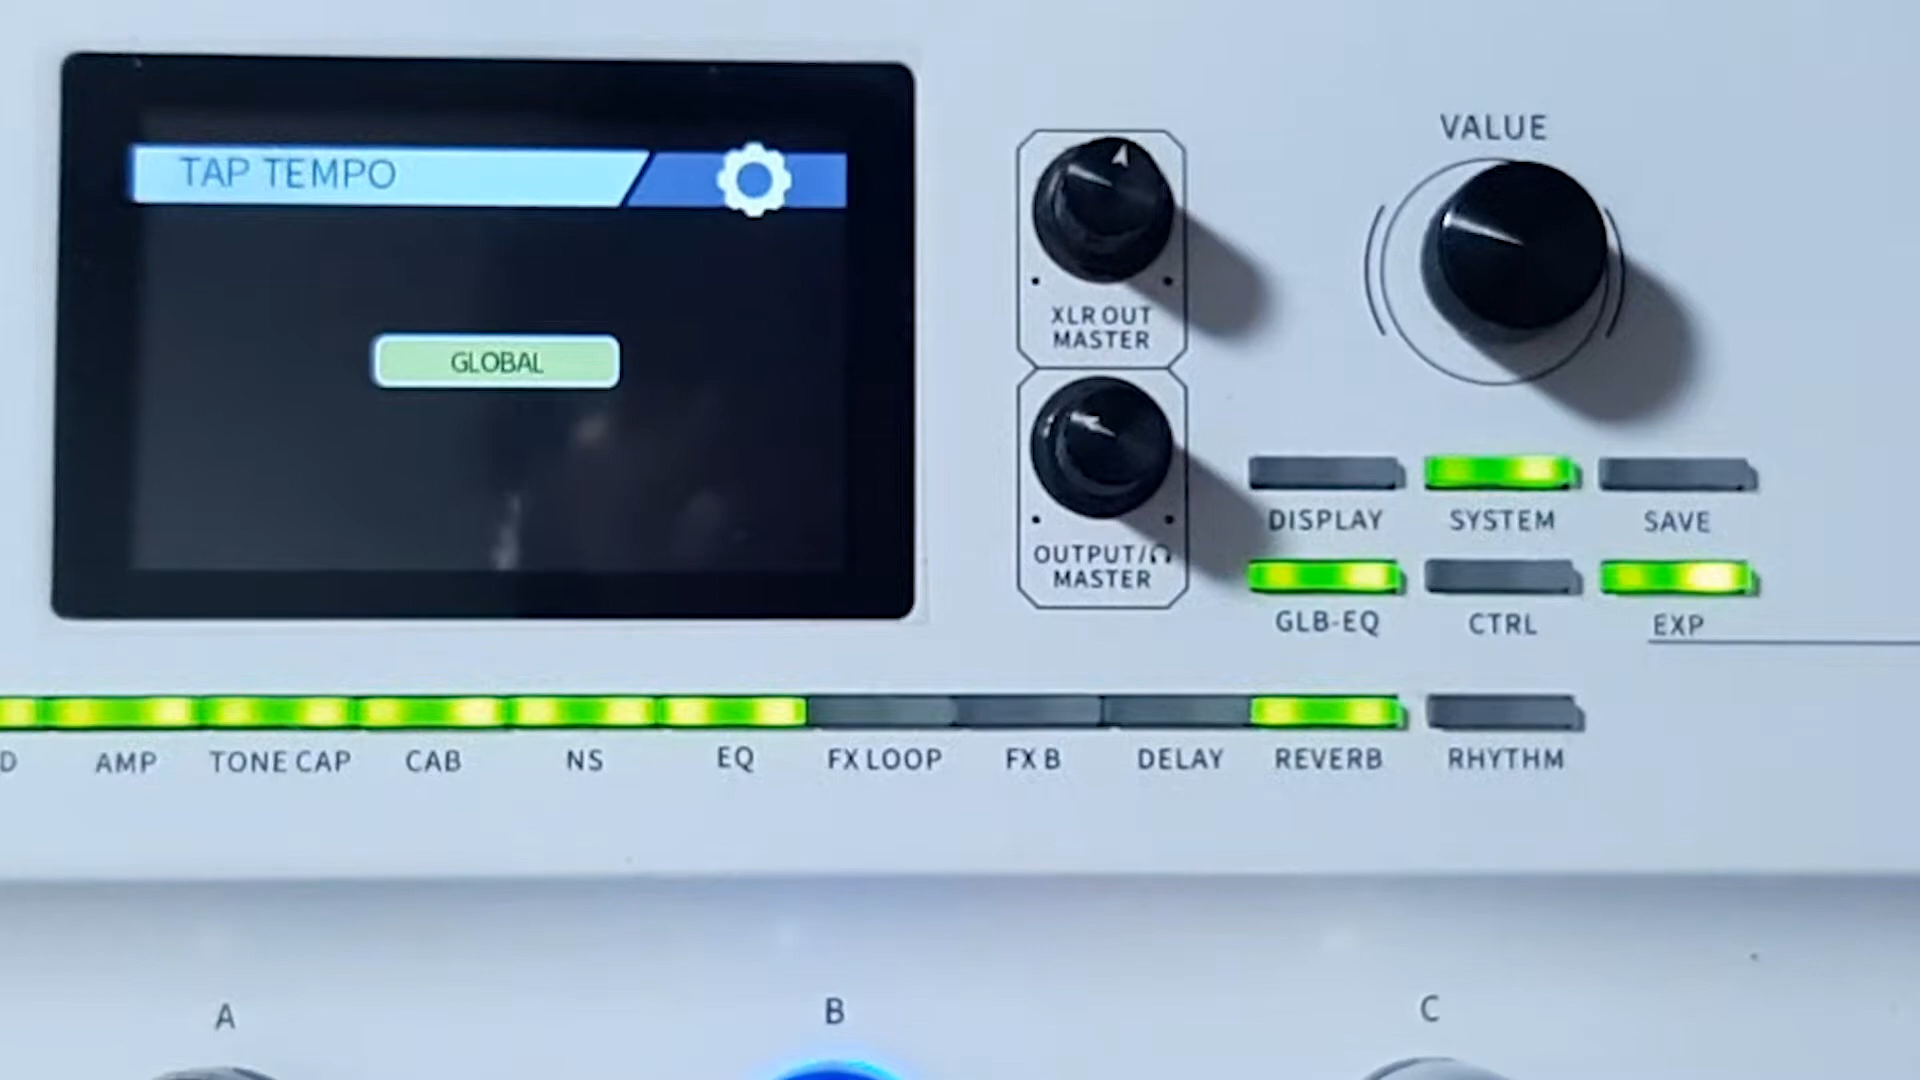 TAP TEMPO
GLOBAL
XLR OUT
MASTER
OUTPUT/🎧
MASTER
VALUE
DISPLAY
SYSTEM
SAVE
GLB-EQ
CTRL
EXP
D
AMP
TONE CAP
CAB
NS
EQ
FX LOOP
FX B
DELAY
REVERB
RHYTHM
A
B
C